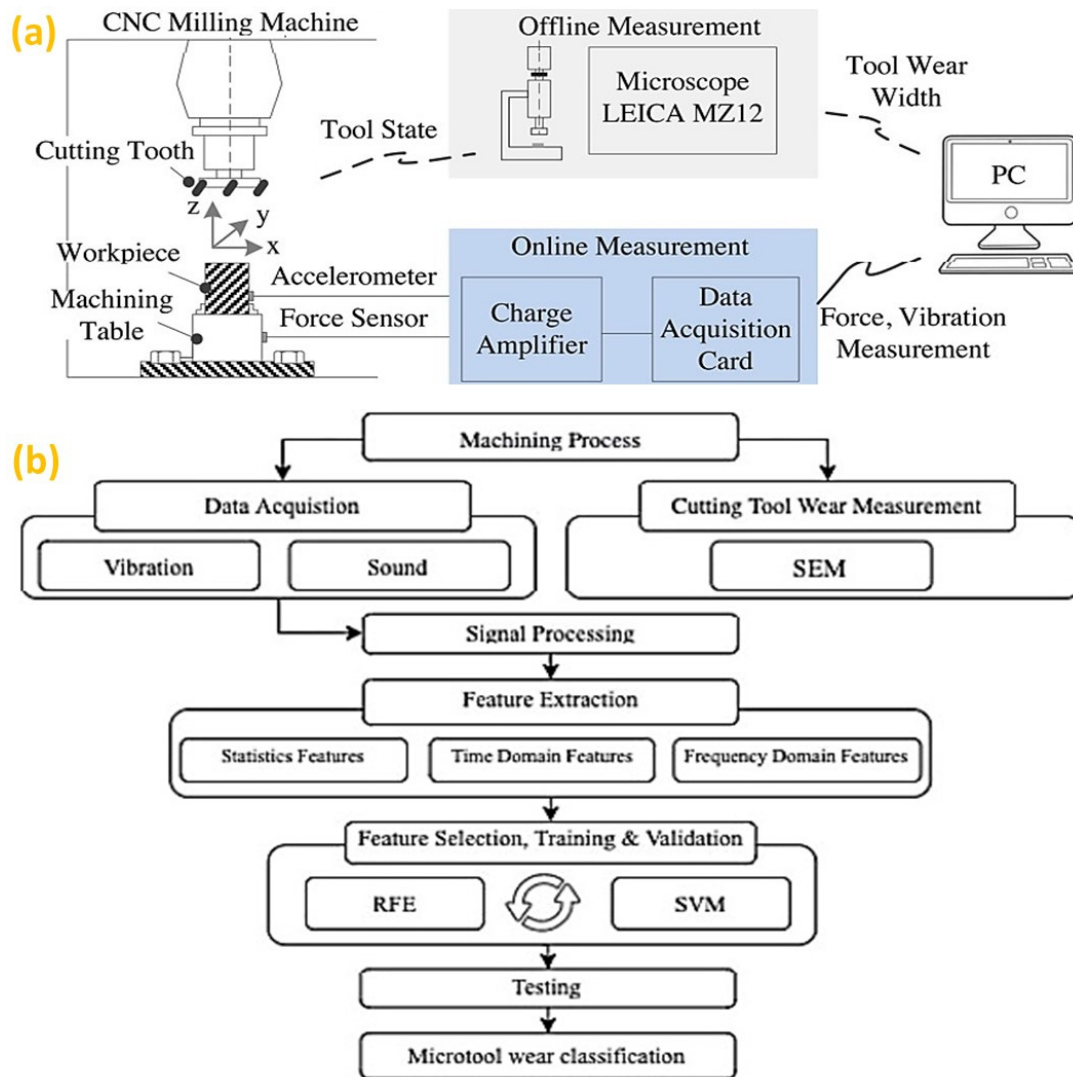 (a)
CNC Milling Machine
Cutting Tooth
z
y
x
Workpiece
Machining
Table
Tool State
Accelerometer
Force Sensor
Offline Measurement
Microscope
LEICA MZ12
Online Measurement
Charge
Amplifier
Data
Acquisition
Card
Tool Wear
Width
PC
Force, Vibration
Measurement
(b)
Machining Process
Data Acquistion
Vibration
Sound
Cutting Tool Wear Measurement
SEM
Signal Processing
Feature Extraction
Statistics Features
Time Domain Features
Frequency Domain Features
Feature Selection, Training & Validation
RFE
SVM
Testing
Microtool wear classification